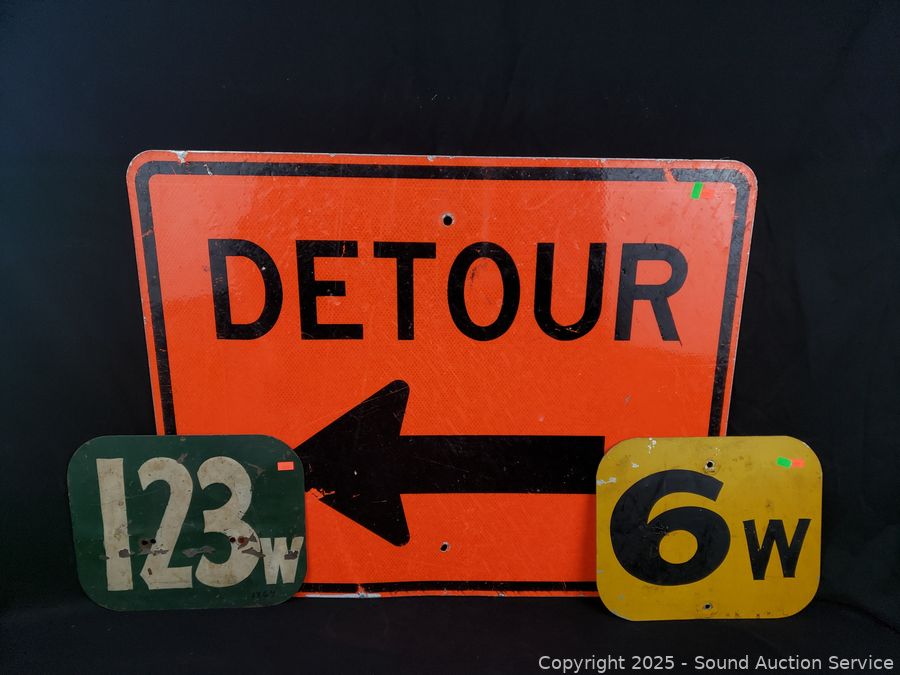 DETOUR
123W
6W
Copyright 2025 - Sound Auction Service